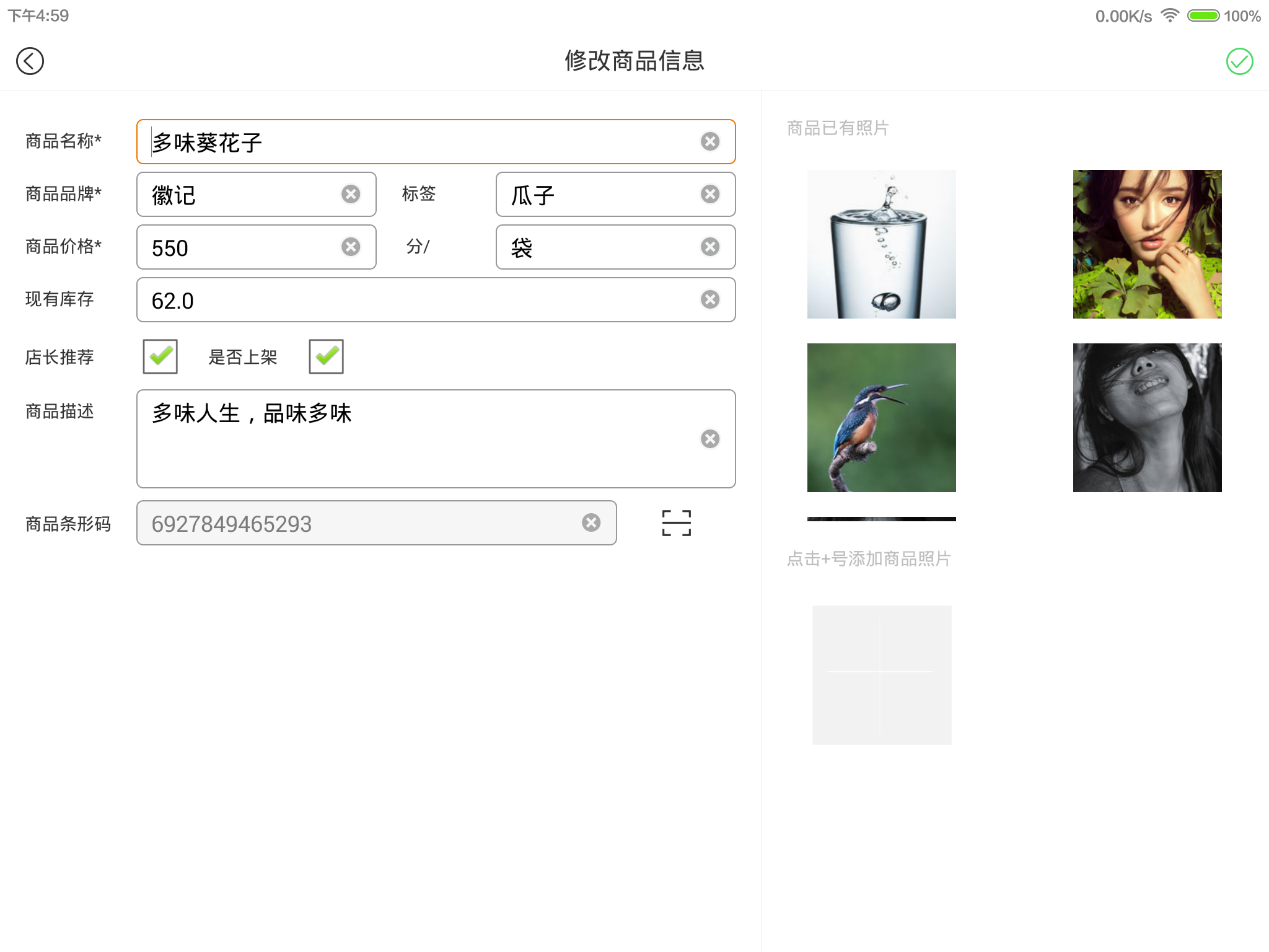 下午4:59 0.00K/s 100%
修改商品信息
商品名称* 多味葵花子
商品品牌* 徽记 标签 瓜子
商品价格* 550 分/ 袋
现有库存 62.0
店长推荐 是否上架
商品描述 多味人生，品味多味
商品条形码 6927849465293
商品已有照片
点击+号添加商品照片